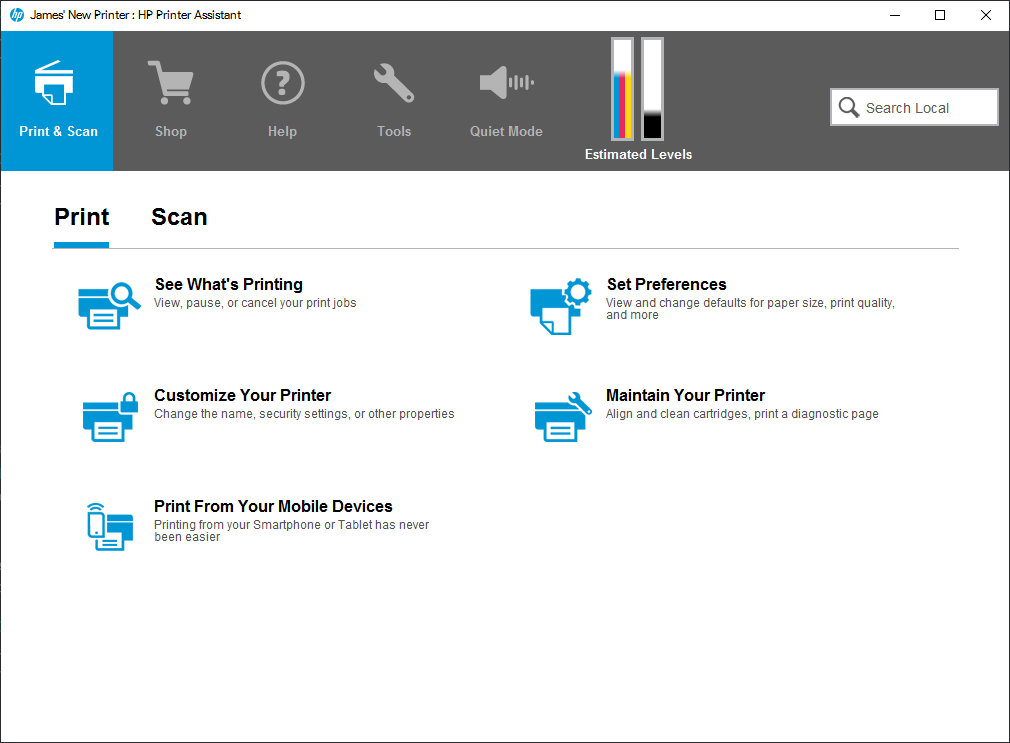 hp James' New Printer : HP Printer Assistant
Print & Scan
Shop
?
Help
Tools
Quiet Mode
Estimated Levels
Search Local
Print
Scan
See What's Printing
View, pause, or cancel your print jobs
Set Preferences
View and change defaults for paper size, print quality,
and more
Customize Your Printer
Change the name, security settings, or other properties
Maintain Your Printer
Align and clean cartridges, print a diagnostic page
Print From Your Mobile Devices
Printing from your Smartphone or Tablet has never
been easier